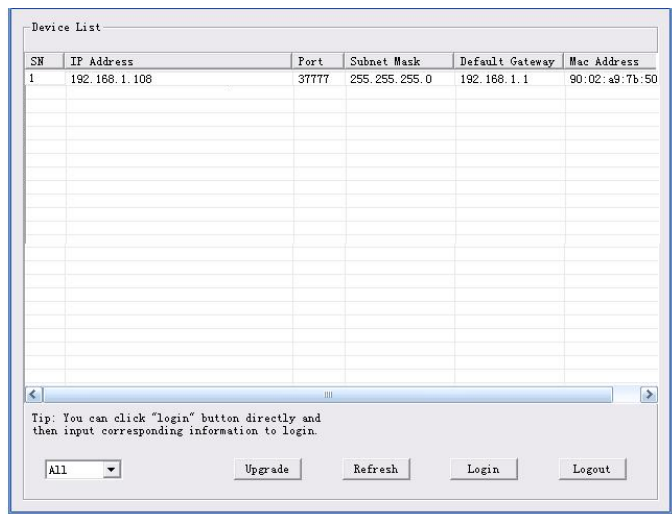 Device List
SN IP Address Port Subnet Mask Default Gateway Mac Address
1 192.168.1.108 37777 255.255.255.0 192.168.1.1 90:02:a9:7b:50
Tip: You can click "login" button directly and
then input corresponding information to login.
All Upgrade Refresh Login Logout